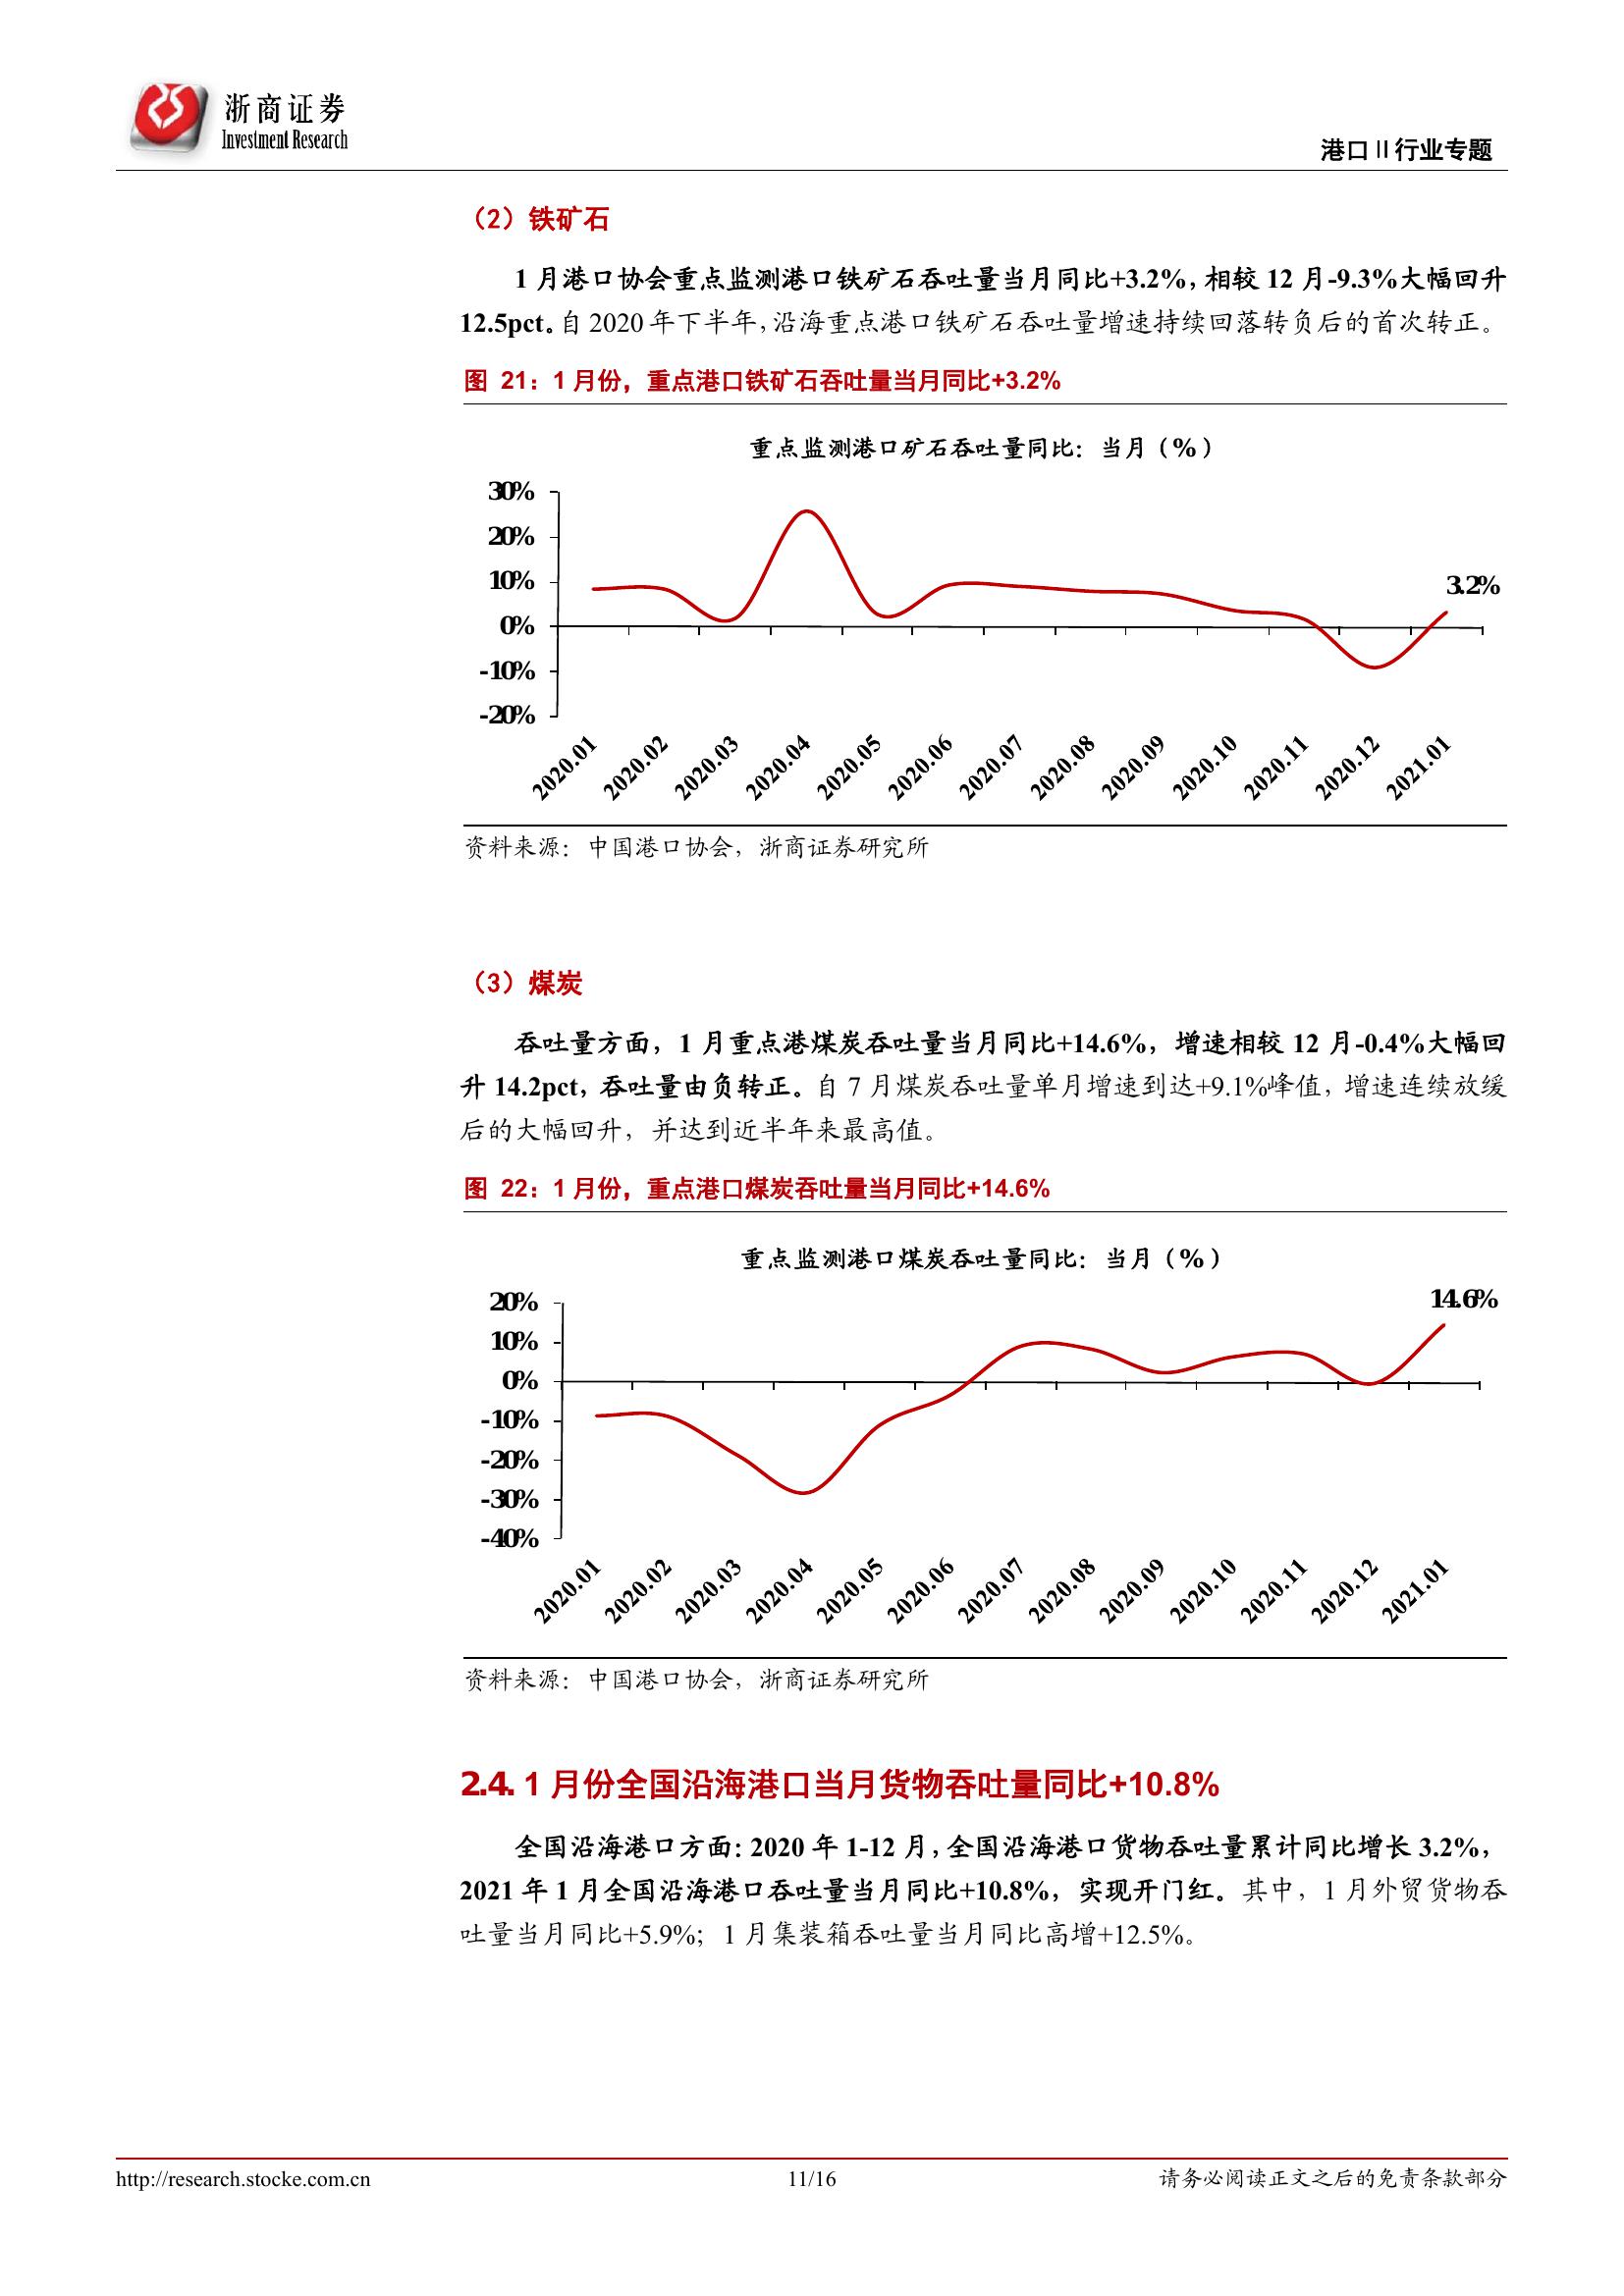 浙商证券
Investment Research
港口Ⅱ行业专题
（2）铁矿石
1 月港口协会重点监测港口铁矿石吞吐量当月同比+3.2%，相较 12 月-9.3%大幅回升
12.5pct。自 2020 年下半年，沿海重点港口铁矿石吞吐量增速持续回落转负后的首次转正。
图 21：1 月份，重点港口铁矿石吞吐量当月同比+3.2%
重点监测港口矿石吞吐量同比：当月（%）
30%
20%
10%
0%
-10%
-20%
3.2%
2020.01
2020.02
2020.03
2020.04
2020.05
2020.06
2020.07
2020.08
2020.09
2020.10
2020.11
2020.12
2021.01
资料来源：中国港口协会，浙商证券研究所
（3）煤炭
吞吐量方面，1 月重点港煤炭吞吐量当月同比+14.6%，增速相较 12 月-0.4%大幅回
升 14.2pct，吞吐量由负转正。自 7 月煤炭吞吐量单月增速到达+9.1%峰值，增速连续放缓
后的大幅回升，并达到近半年来最高值。
图 22：1 月份，重点港口煤炭吞吐量当月同比+14.6%
重点监测港口煤炭吞吐量同比：当月（%）
20%
10%
0%
-10%
-20%
-30%
-40%
14.6%
2020.01
2020.02
2020.03
2020.04
2020.05
2020.06
2020.07
2020.08
2020.09
2020.10
2020.11
2020.12
2021.01
资料来源：中国港口协会，浙商证券研究所
2.4. 1 月份全国沿海港口当月货物吞吐量同比+10.8%
全国沿海港口方面：2020 年 1-12 月，全国沿海港口货物吞吐量累计同比增长 3.2%，
2021 年 1 月全国沿海港口吞吐量当月同比+10.8%，实现开门红。其中，1 月外贸货物吞
吐量当月同比+5.9%；1 月集装箱吞吐量当月同比高增+12.5%。
http://research.stocke.com.cn
11/16
请务必阅读正文之后的免责条款部分